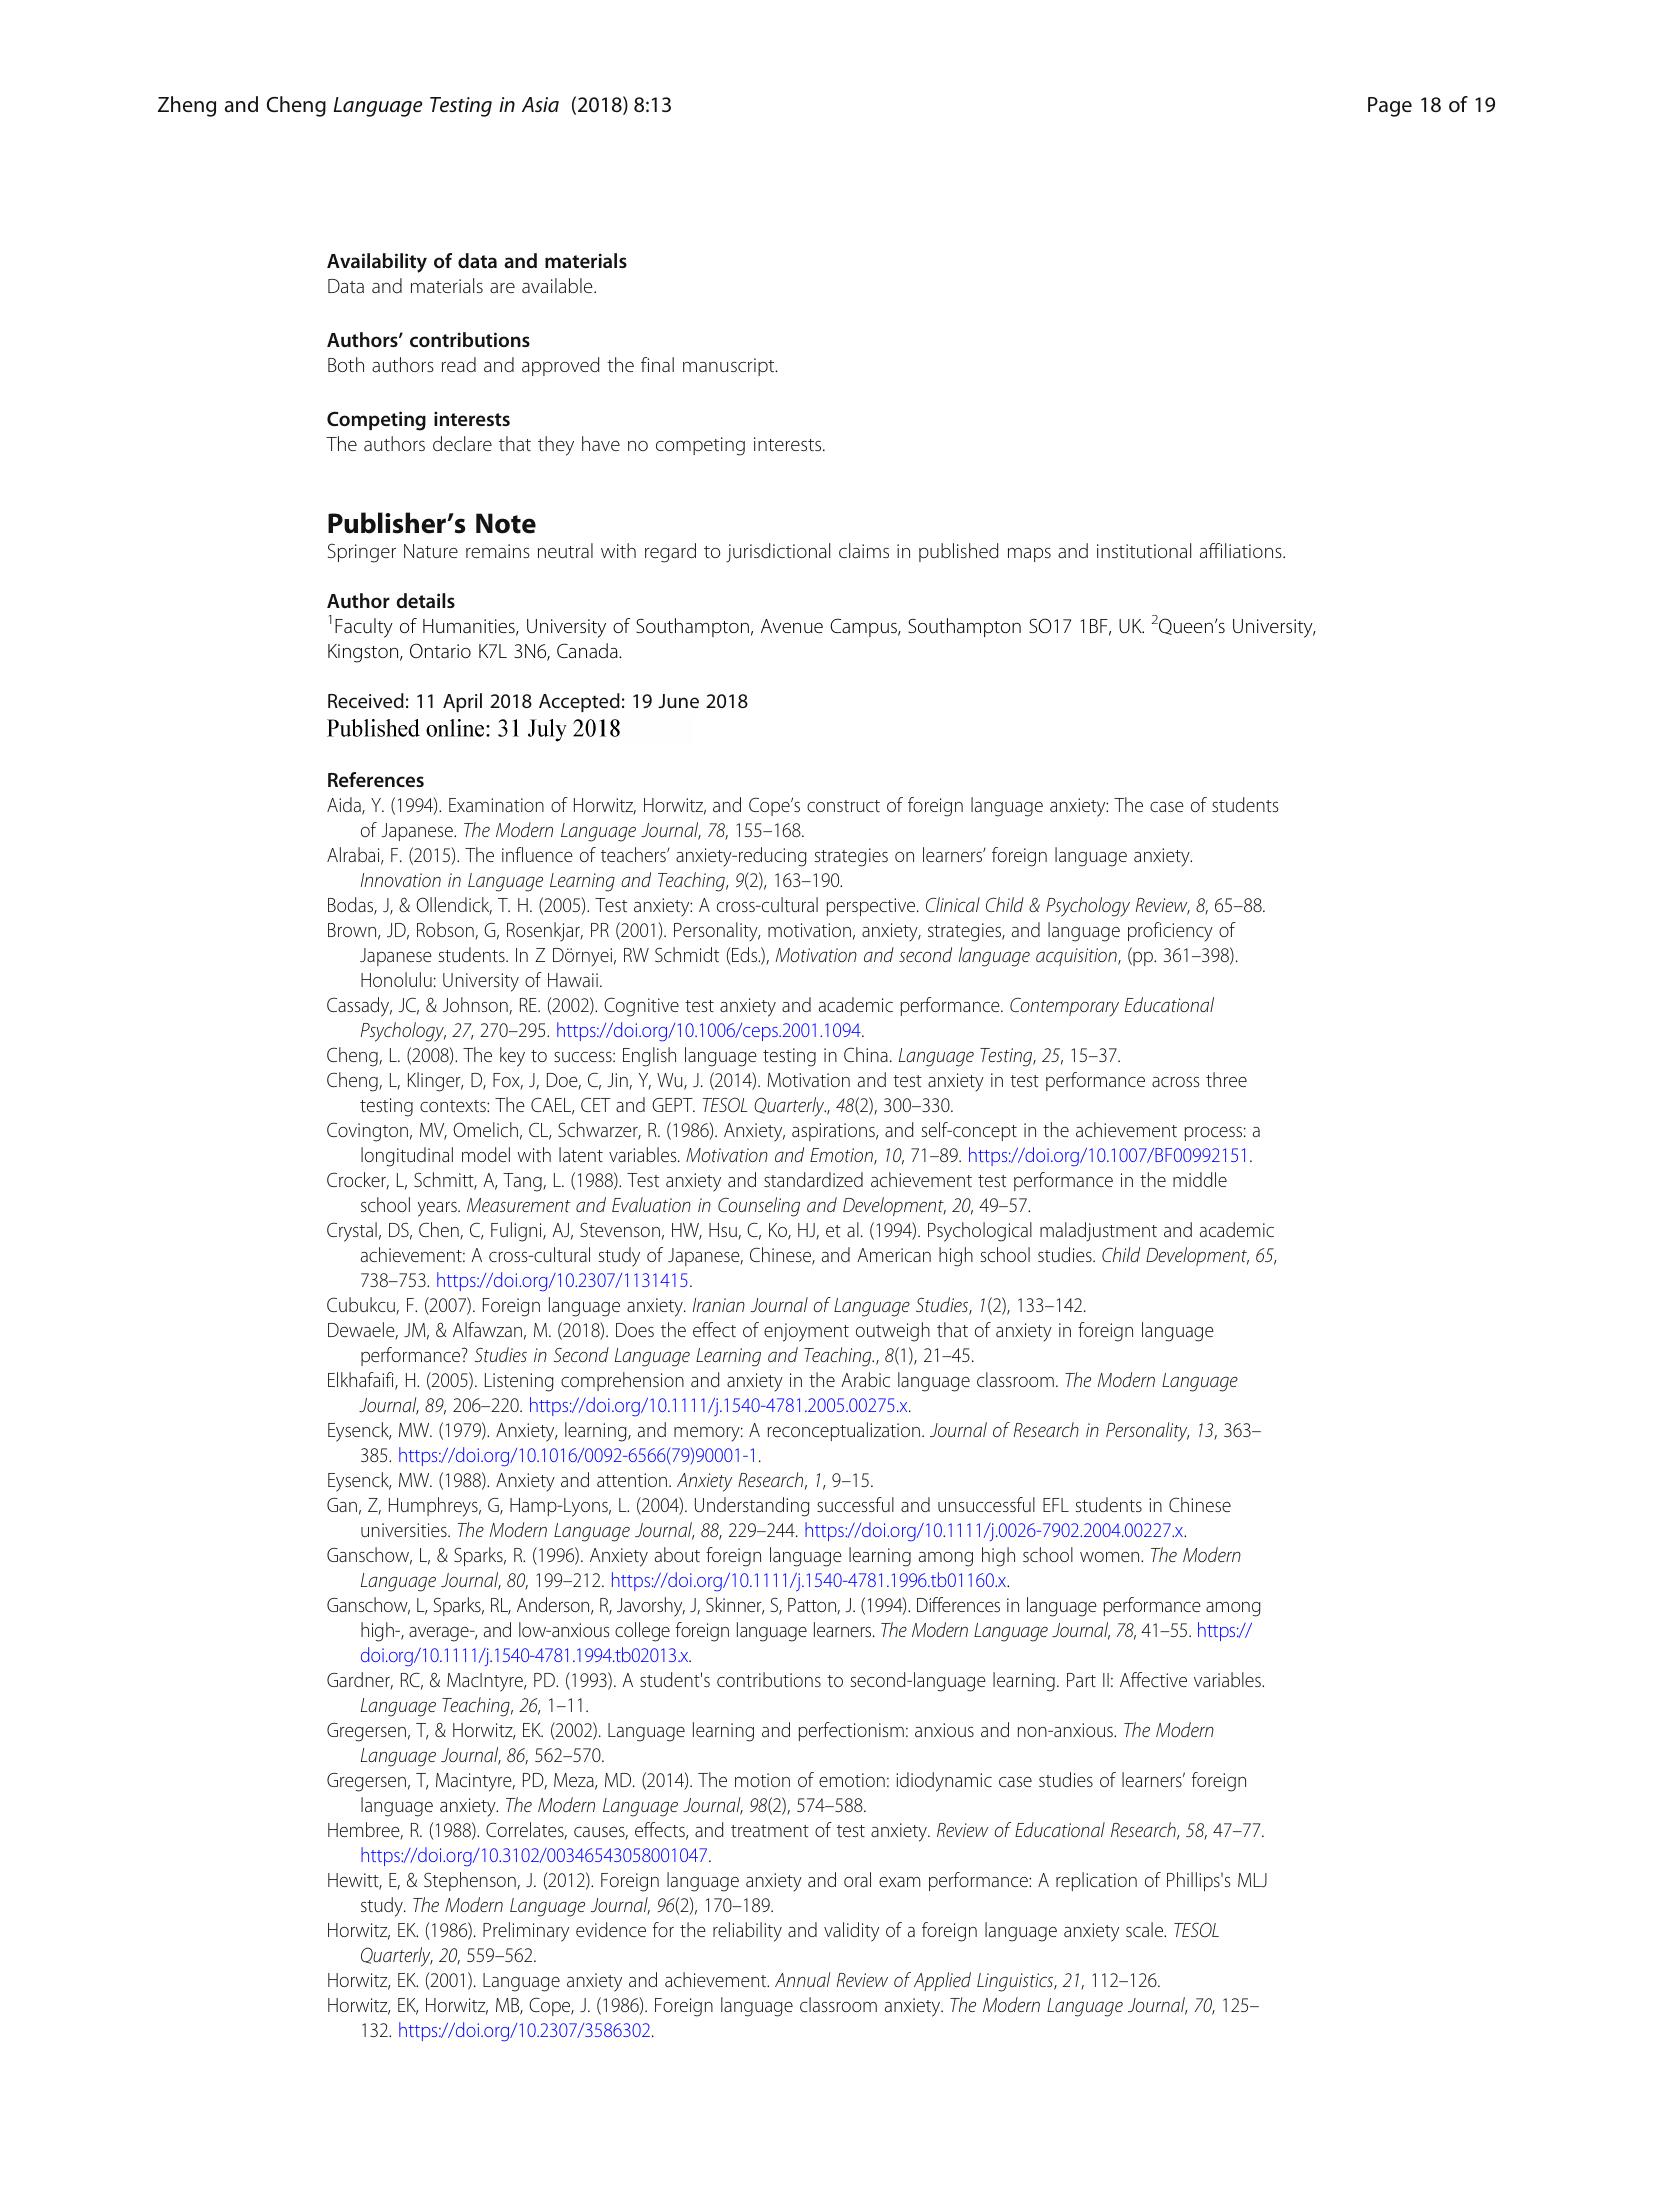 Zheng and Cheng Language Testing in Asia (2018) 8:13 Page 18 of 19
Availability of data and materials
Data and materials are available.
Authors’ contributions
Both authors read and approved the final manuscript.
Competing interests
The authors declare that they have no competing interests.
Publisher’s Note
Springer Nature remains neutral with regard to jurisdictional claims in published maps and institutional affiliations.
Author details
1Faculty of Humanities, University of Southampton, Avenue Campus, Southampton SO17 1BF, UK. 2Queen’s University,
Kingston, Ontario K7L 3N6, Canada.
Received: 11 April 2018 Accepted: 19 June 2018
Published online: 31 July 2018
References
Aida, Y. (1994). Examination of Horwitz, Horwitz, and Cope’s construct of foreign language anxiety: The case of students
of Japanese. The Modern Language Journal, 78, 155–168.
Alrabai, F. (2015). The influence of teachers’ anxiety-reducing strategies on learners’ foreign language anxiety.
Innovation in Language Learning and Teaching, 9(2), 163–190.
Bodas, J, & Ollendick, T. H. (2005). Test anxiety: A cross-cultural perspective. Clinical Child & Psychology Review, 8, 65–88.
Brown, JD, Robson, G, Rosenkjar, PR (2001). Personality, motivation, anxiety, strategies, and language proficiency of
Japanese students. In Z Dörnyei, RW Schmidt (Eds.), Motivation and second language acquisition, (pp. 361–398).
Honolulu: University of Hawaii.
Cassady, JC, & Johnson, RE. (2002). Cognitive test anxiety and academic performance. Contemporary Educational
Psychology, 27, 270–295. https://doi.org/10.1006/ceps.2001.1094.
Cheng, L. (2008). The key to success: English language testing in China. Language Testing, 25, 15–37.
Cheng, L, Klinger, D, Fox, J, Doe, C, Jin, Y, Wu, J. (2014). Motivation and test anxiety in test performance across three
testing contexts: The CAEL, CET and GEPT. TESOL Quarterly., 48(2), 300–330.
Covington, MV, Omelich, CL, Schwarzer, R. (1986). Anxiety, aspirations, and self-concept in the achievement process: a
longitudinal model with latent variables. Motivation and Emotion, 10, 71–89. https://doi.org/10.1007/BF00992151.
Crocker, L, Schmitt, A, Tang, L. (1988). Test anxiety and standardized achievement test performance in the middle
school years. Measurement and Evaluation in Counseling and Development, 20, 49–57.
Crystal, DS, Chen, C, Fuligni, AJ, Stevenson, HW, Hsu, C, Ko, HJ, et al. (1994). Psychological maladjustment and academic
achievement: A cross-cultural study of Japanese, Chinese, and American high school studies. Child Development, 65,
738–753. https://doi.org/10.2307/1131415.
Cubukcu, F. (2007). Foreign language anxiety. Iranian Journal of Language Studies, 1(2), 133–142.
Dewaele, JM, & Alfawzan, M. (2018). Does the effect of enjoyment outweigh that of anxiety in foreign language
performance? Studies in Second Language Learning and Teaching., 8(1), 21–45.
Elkhafaifi, H. (2005). Listening comprehension and anxiety in the Arabic language classroom. The Modern Language
Journal, 89, 206–220. https://doi.org/10.1111/j.1540-4781.2005.00275.x.
Eysenck, MW. (1979). Anxiety, learning, and memory: A reconceptualization. Journal of Research in Personality, 13, 363–
385. https://doi.org/10.1016/0092-6566(79)90001-1.
Eysenck, MW. (1988). Anxiety and attention. Anxiety Research, 1, 9–15.
Gan, Z, Humphreys, G, Hamp-Lyons, L. (2004). Understanding successful and unsuccessful EFL students in Chinese
universities. The Modern Language Journal, 88, 229–244. https://doi.org/10.1111/j.0026-7902.2004.00227.x.
Ganschow, L, & Sparks, R. (1996). Anxiety about foreign language learning among high school women. The Modern
Language Journal, 80, 199–212. https://doi.org/10.1111/j.1540-4781.1996.tb01160.x.
Ganschow, L, Sparks, RL, Anderson, R, Javorshy, J, Skinner, S, Patton, J. (1994). Differences in language performance among
high-, average-, and low-anxious college foreign language learners. The Modern Language Journal, 78, 41–55. https://
doi.org/10.1111/j.1540-4781.1994.tb02013.x.
Gardner, RC, & MacIntyre, PD. (1993). A student's contributions to second-language learning. Part II: Affective variables.
Language Teaching, 26, 1–11.
Gregersen, T, & Horwitz, EK. (2002). Language learning and perfectionism: anxious and non-anxious. The Modern
Language Journal, 86, 562–570.
Gregersen, T, Macintyre, PD, Meza, MD. (2014). The motion of emotion: idiodynamic case studies of learners’ foreign
language anxiety. The Modern Language Journal, 98(2), 574–588.
Hembree, R. (1988). Correlates, causes, effects, and treatment of test anxiety. Review of Educational Research, 58, 47–77.
https://doi.org/10.3102/00346543058001047.
Hewitt, E, & Stephenson, J. (2012). Foreign language anxiety and oral exam performance: A replication of Phillips's MLJ
study. The Modern Language Journal, 96(2), 170–189.
Horwitz, EK. (1986). Preliminary evidence for the reliability and validity of a foreign language anxiety scale. TESOL
Quarterly, 20, 559–562.
Horwitz, EK. (2001). Language anxiety and achievement. Annual Review of Applied Linguistics, 21, 112–126.
Horwitz, EK, Horwitz, MB, Cope, J. (1986). Foreign language classroom anxiety. The Modern Language Journal, 70, 125–
132. https://doi.org/10.2307/3586302.